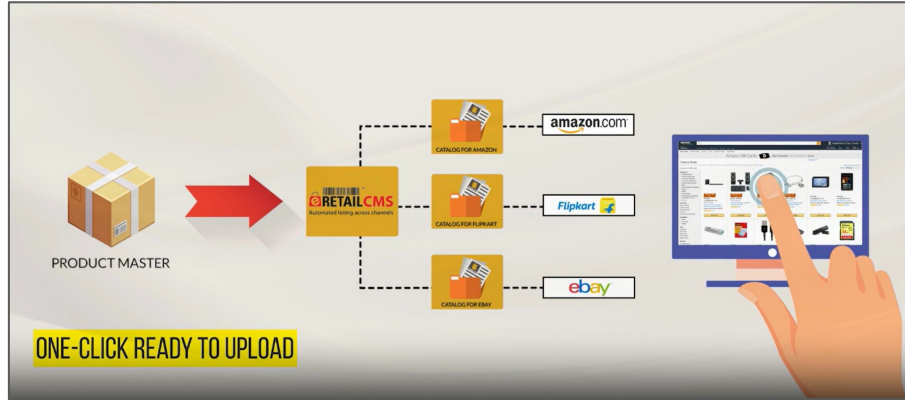 CATALOG FOR AMAZON
amazon.com
ERETAILCMS
Automated listing across channels
CATALOG FOR FLIPKART
Flipkart
PRODUCT MASTER
CATALOG FOR EBAY
ebay
ONE-CLICK READY TO UPLOAD